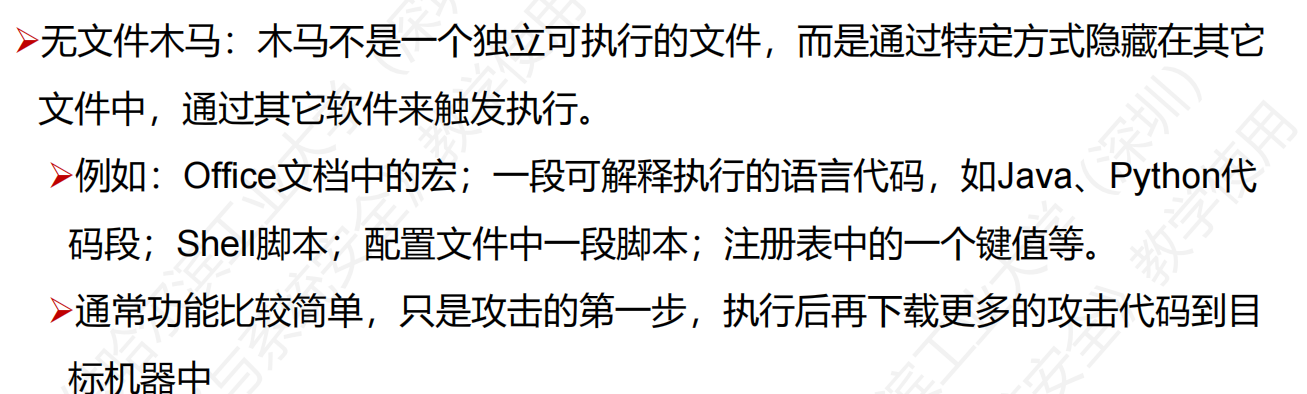 ➢无文件木马：木马不是一个独立可执行的文件，而是通过特定方式隐藏在其它
文件中，通过其它软件来触发执行。
➢例如：Office文档中的宏；一段可解释执行的语言代码，如Java、Python代
码段；Shell脚本；配置文件中一段脚本；注册表中的一个键值等。
➢通常功能比较简单，只是攻击的第一步，执行后再下载更多的攻击代码到目
标机器中